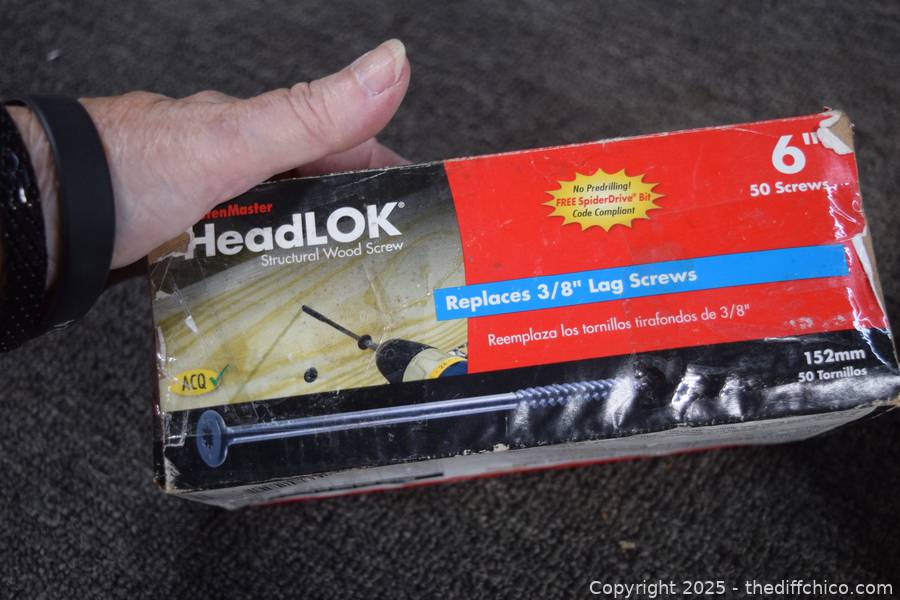 tenMaster
HeadLOK®
Structural Wood Screw
No Predrilling!
FREE SpiderDrive® Bit
Code Compliant
6"
50 Screws
Replaces 3/8" Lag Screws
Reemplaza los tornillos tirafondos de 3/8"
152mm
50 Tornillos
ACQ
Copyright 2025 - thediffchico.com